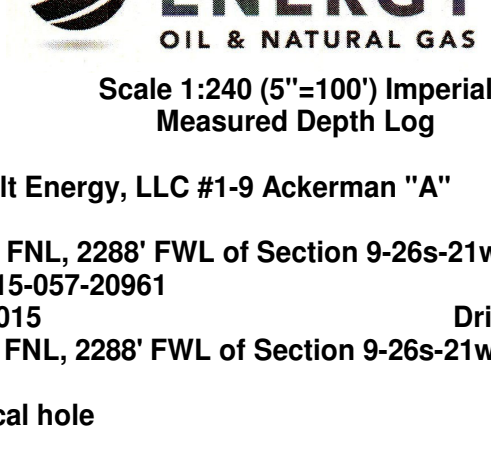 ENERGY
OIL & NATURAL GAS
Scale 1:240 (5"=100') Imperial
Measured Depth Log
lt Energy, LLC #1-9 Ackerman "A"
FNL, 2288' FWL of Section 9-26s-21w
15-057-20961
015
Dri
FNL, 2288' FWL of Section 9-26s-21w
cal hole